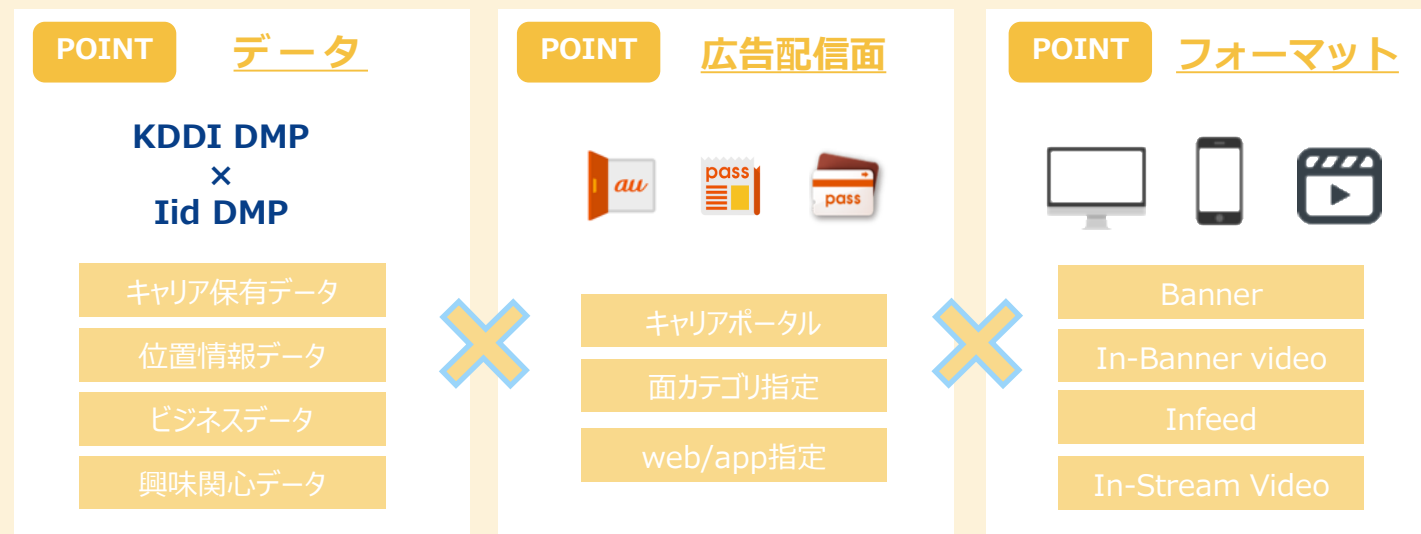 POINT データ
KDDI DMP
×
Iid DMP
キャリア保有データ
位置情報データ
ビジネスデータ
興味関心データ
POINT 広告配信面
au
pass
pass
キャリアポータル
面カテゴリ指定
web/app指定
POINT フォーマット
Banner
In-Banner video
Infeed
In-Stream Video